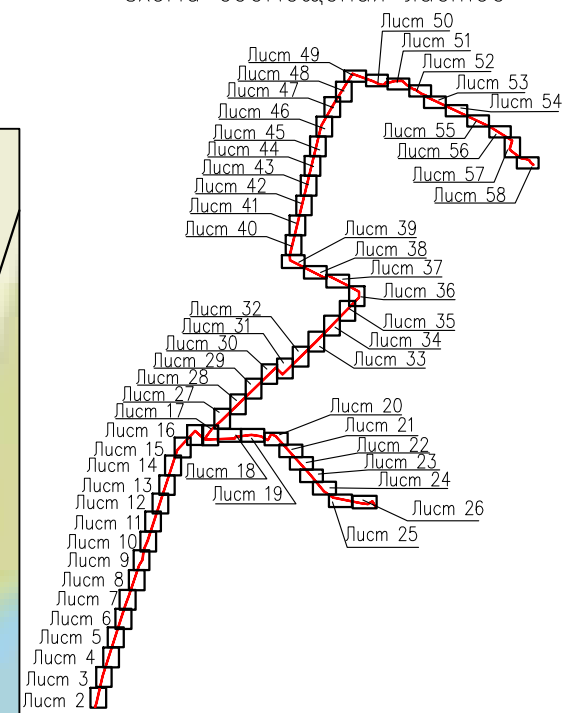 Схема совмещения листов
Лист 50
Лист 51
Лист 49
Лист 52
Лист 48
Лист 53
Лист 47
Лист 54
Лист 46
Лист 55
Лист 45
Лист 56
Лист 44
Лист 43
Лист 57
Лист 42
Лист 58
Лист 41
Лист 40
Лист 39
Лист 38
Лист 37
Лист 36
Лист 32
Лист 35
Лист 31
Лист 34
Лист 30
Лист 33
Лист 29
Лист 28
Лист 27
Лист 20
Лист 17
Лист 21
Лист 16
Лист 22
Лист 15
Лист 23
Лист 14
Лист 18
Лист 24
Лист 13
Лист 19
Лист 12
Лист 26
Лист 11
Лист 25
Лист 10
Лист 9
Лист 8
Лист 7
Лист 6
Лист 5
Лист 4
Лист 3
Лист 2